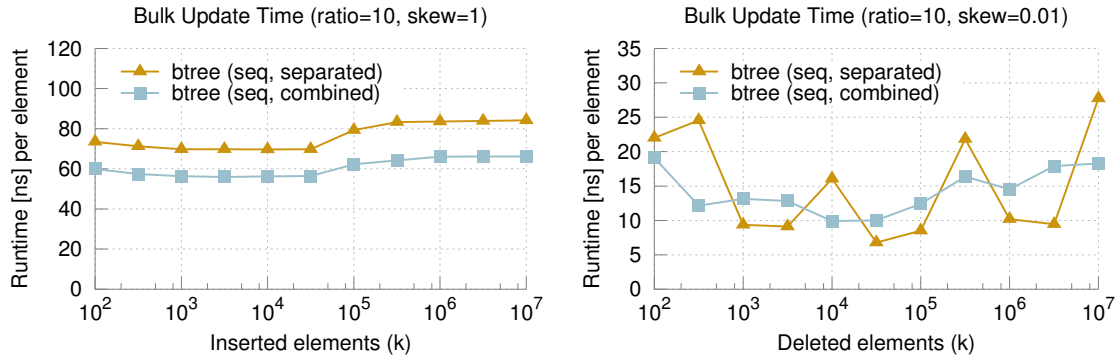 Bulk Update Time (ratio=10, skew=1)
Runtime [ns] per element
120
100
80
60
40
20
0
btree (seq, separated)
btree (seq, combined)
10^2 10^3 10^4 10^5 10^6 10^7
Inserted elements (k)
Bulk Update Time (ratio=10, skew=0.01)
Runtime [ns] per element
35
30
25
20
15
10
5
0
btree (seq, separated)
btree (seq, combined)
10^2 10^3 10^4 10^5 10^6 10^7
Deleted elements (k)